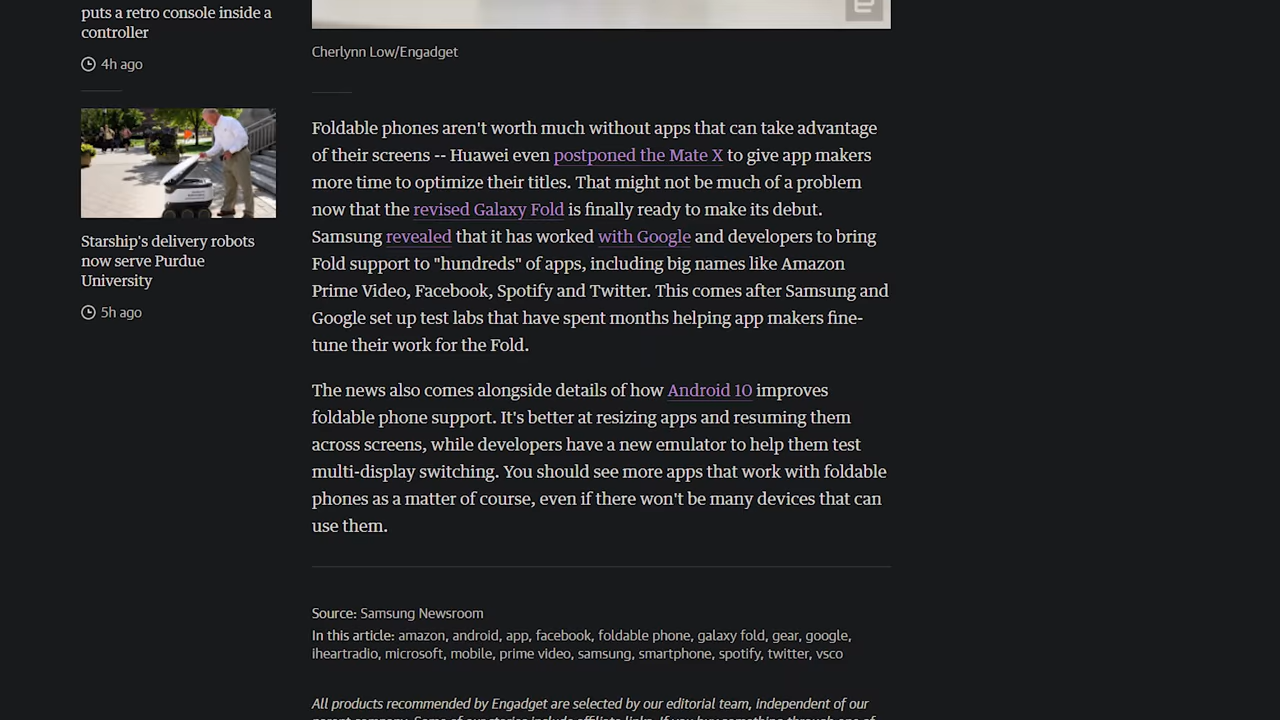 puts a retro console inside a
controller
4h ago
Starship's delivery robots
now serve Purdue
University
5h ago
Cherlynn Low/Engadget
Foldable phones aren't worth much without apps that can take advantage
of their screens -- Huawei even postponed the Mate X to give app makers
more time to optimize their titles. That might not be much of a problem
now that the revised Galaxy Fold is finally ready to make its debut.
Samsung revealed that it has worked with Google and developers to bring
Fold support to "hundreds" of apps, including big names like Amazon
Prime Video, Facebook, Spotify and Twitter. This comes after Samsung and
Google set up test labs that have spent months helping app makers fine-
tune their work for the Fold.
The news also comes alongside details of how Android 10 improves
foldable phone support. It's better at resizing apps and resuming them
across screens, while developers have a new emulator to help them test
multi-display switching. You should see more apps that work with foldable
phones as a matter of course, even if there won't be many devices that can
use them.
Source: Samsung Newsroom
In this article: amazon, android, app, facebook, foldable phone, galaxy fold, gear, google,
iheartradio, microsoft, mobile, prime video, samsung, smartphone, spotify, twitter, vsco
All products recommended by Engadget are selected by our editorial team, independent of our